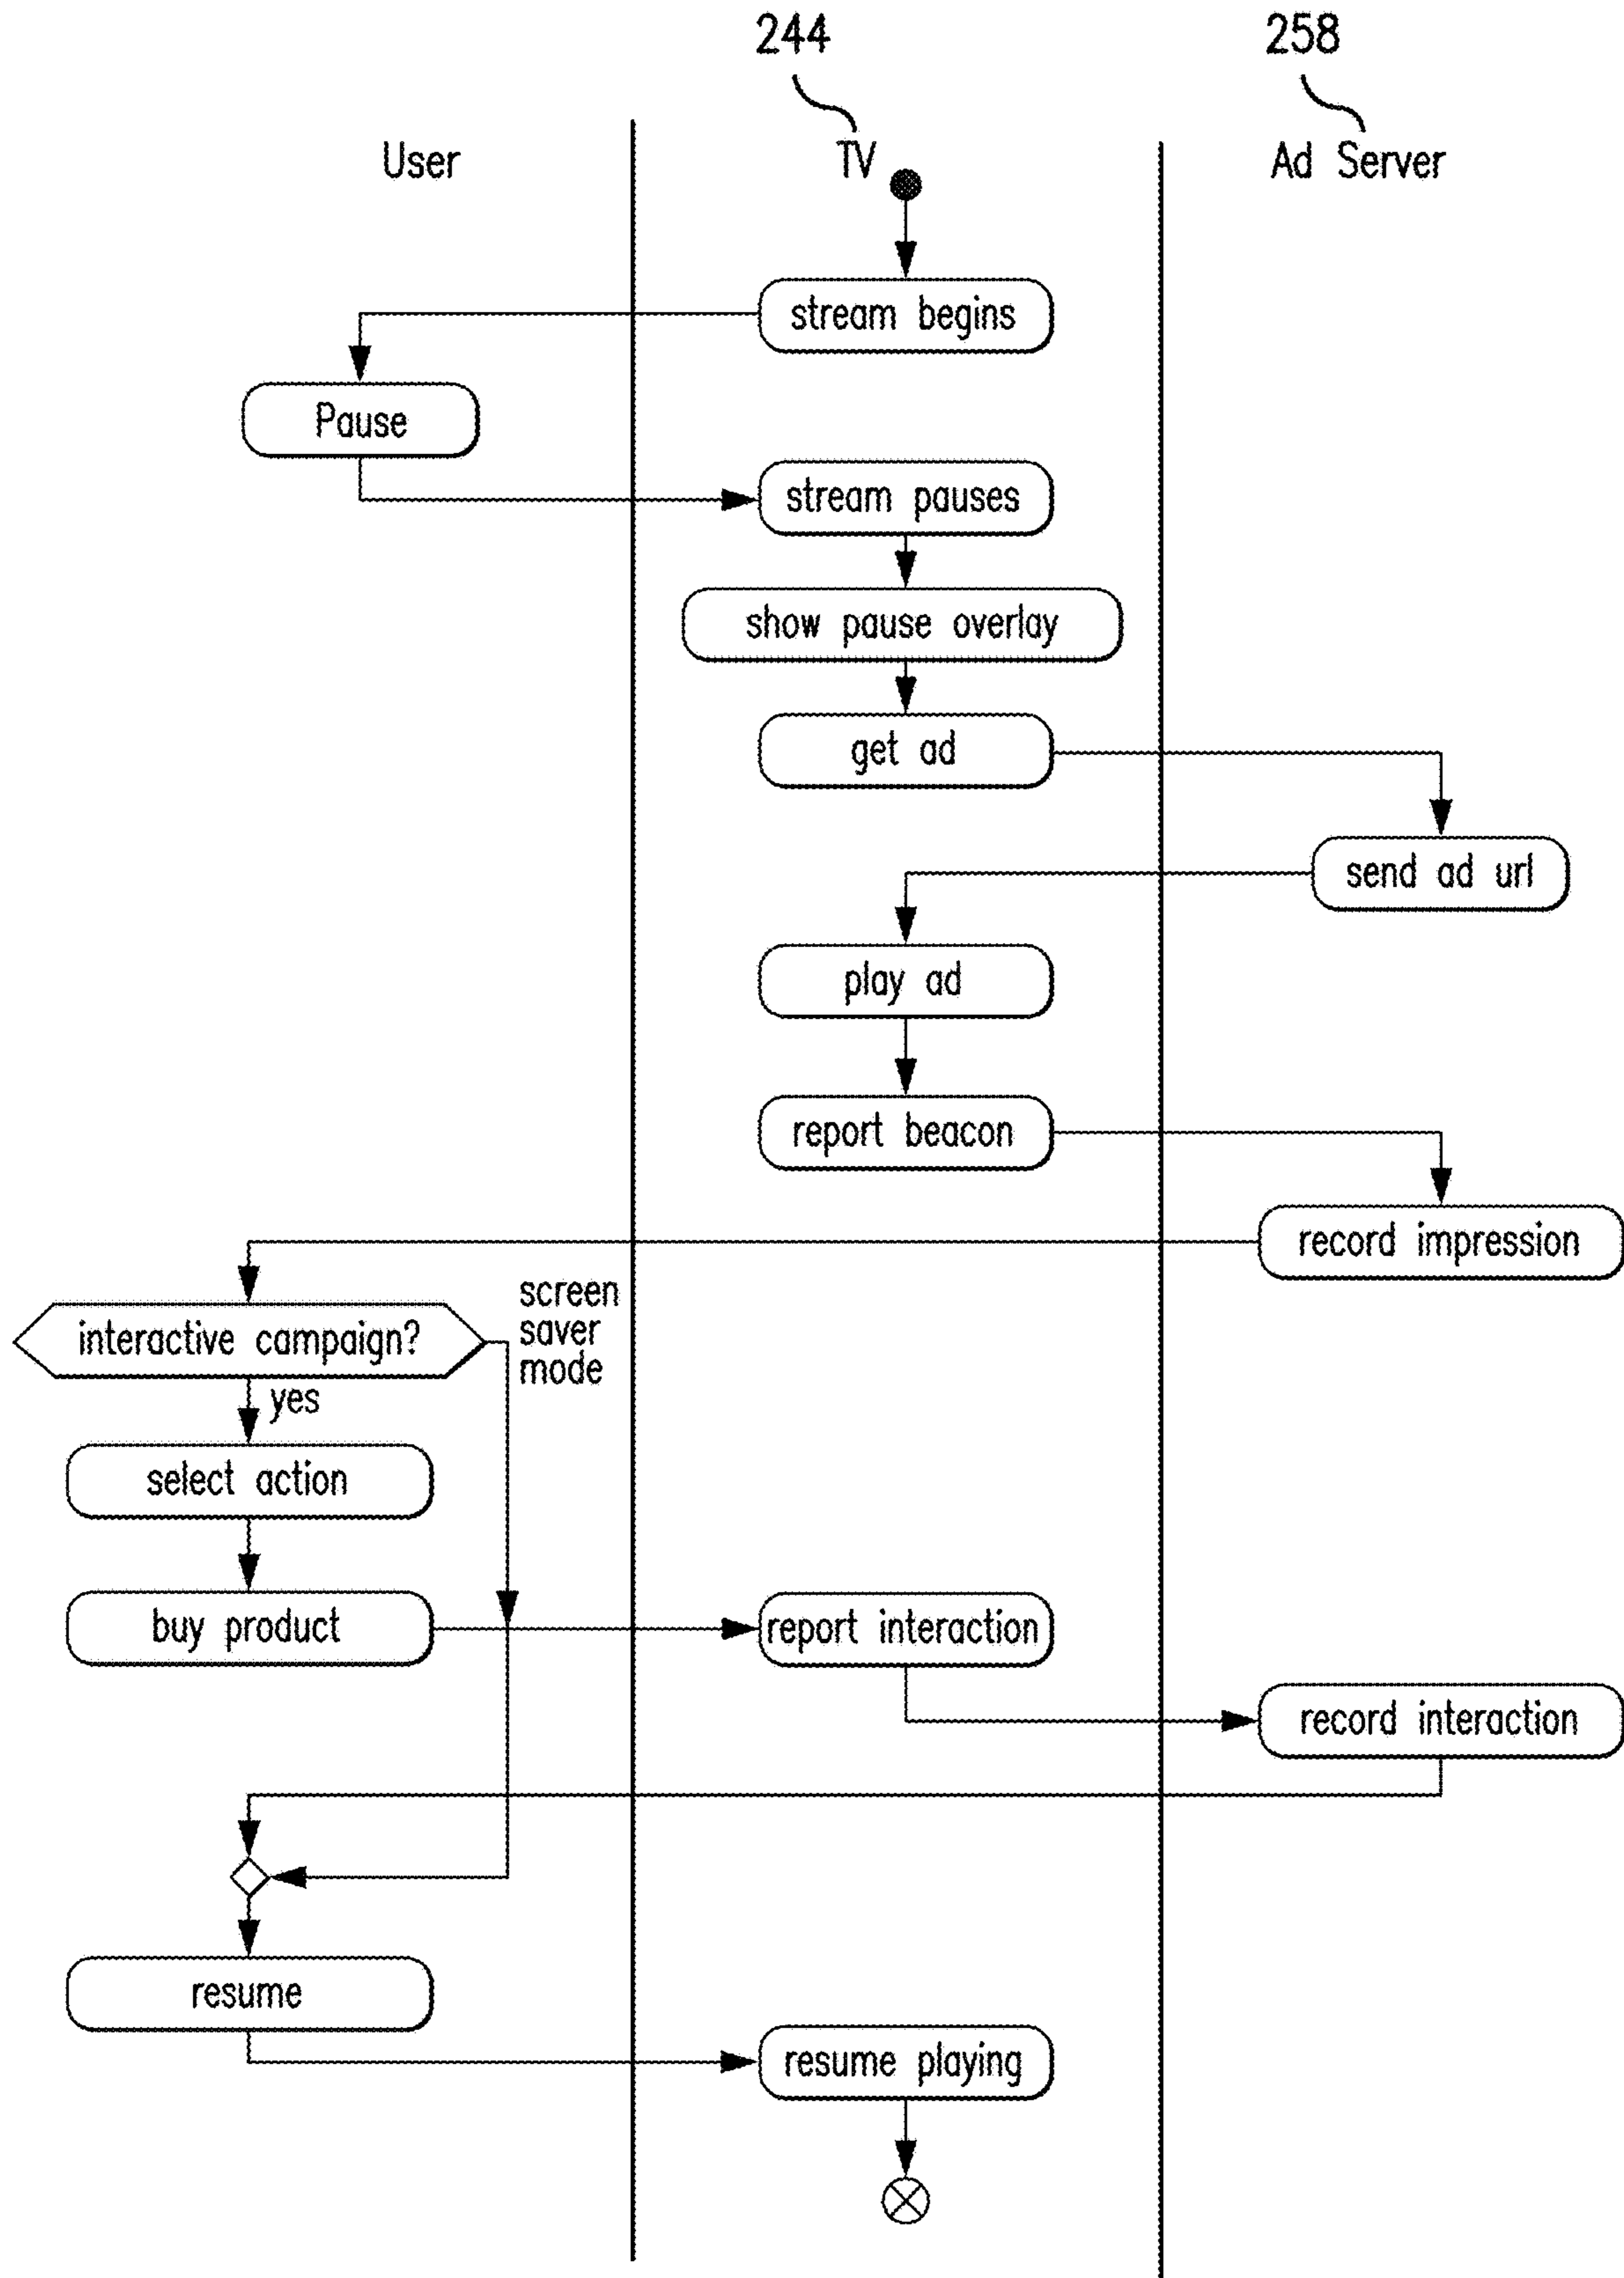 244
258
User
TV
Ad Server
stream begins
Pause
stream pauses
show pause overlay
get ad
send ad url
play ad
report beacon
record impression
interactive campaign?
screen
saver
mode
yes
select action
buy product
report interaction
record interaction
resume
resume playing